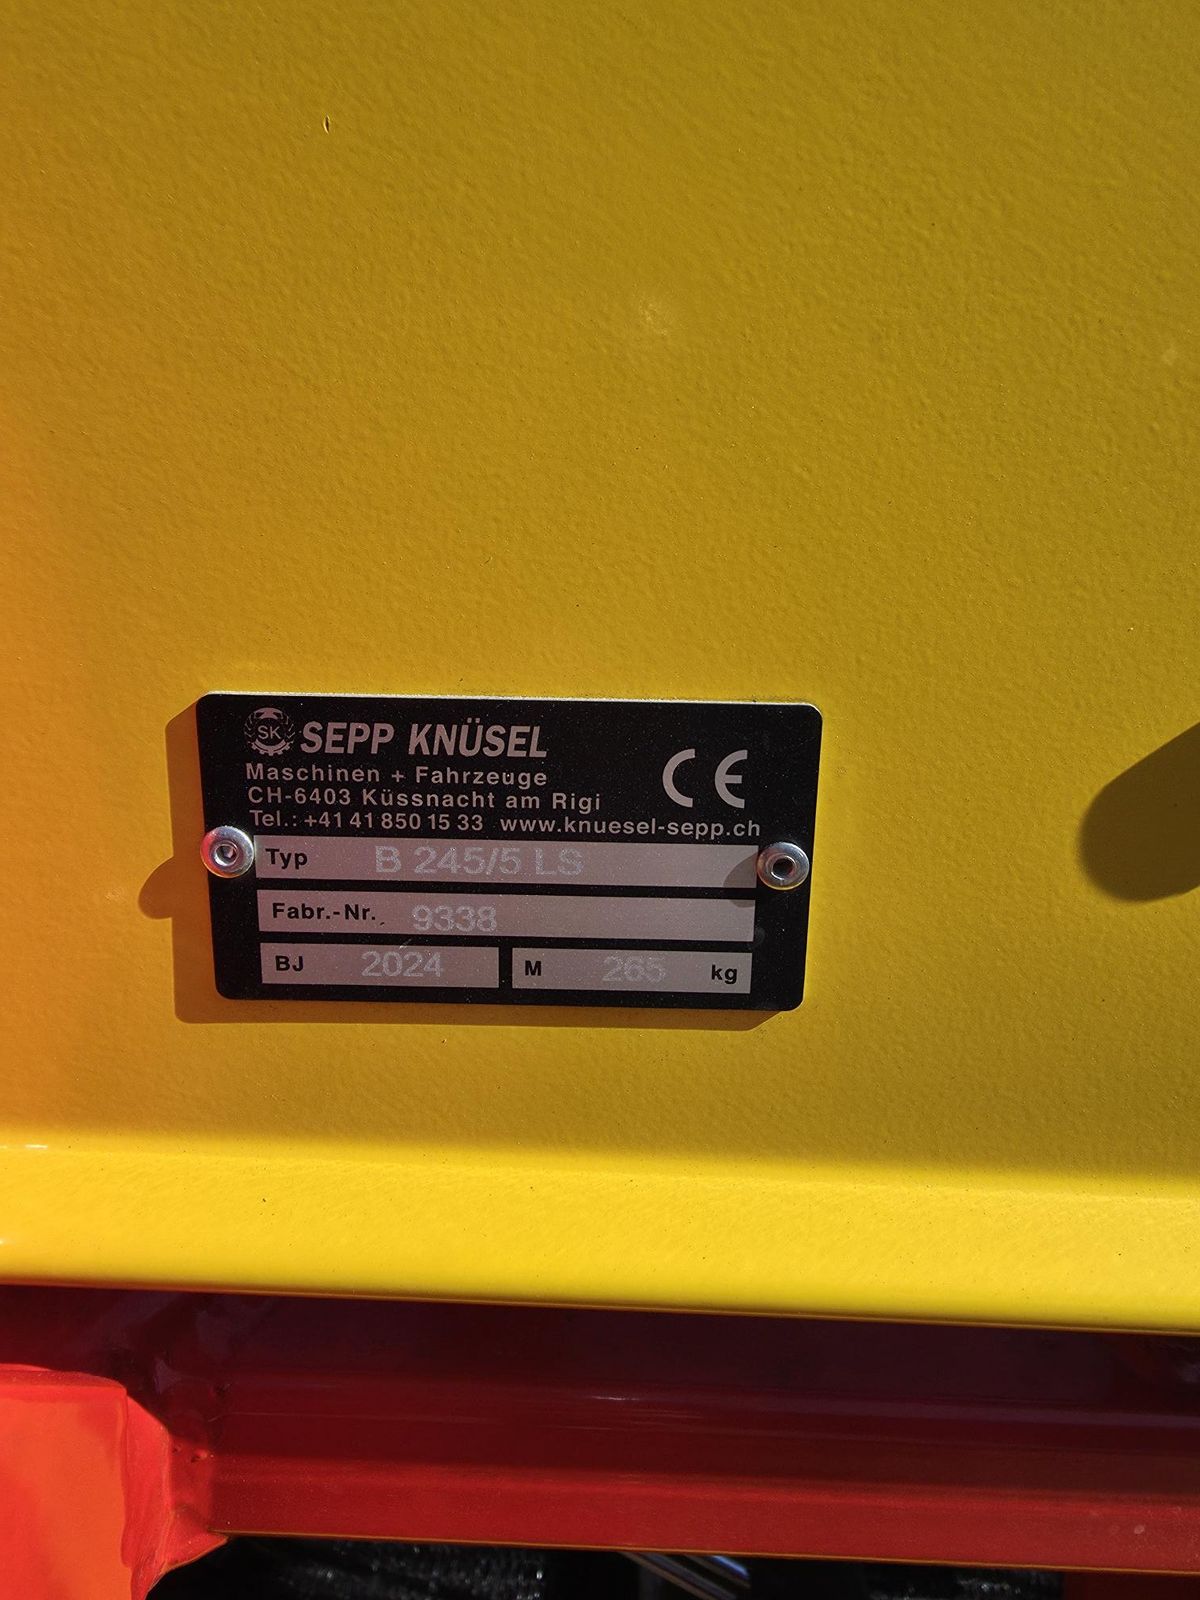 SK SEPP KNÜSEL
Maschinen + Fahrzeuge
CH-6403 Küssnacht am Rigi
Tel.: +41 41 850 15 33 www.knuesel-sepp.ch
CE
Typ B 245/5 LS
Fabr.-Nr. 9338
BJ 2024 M 265 kg